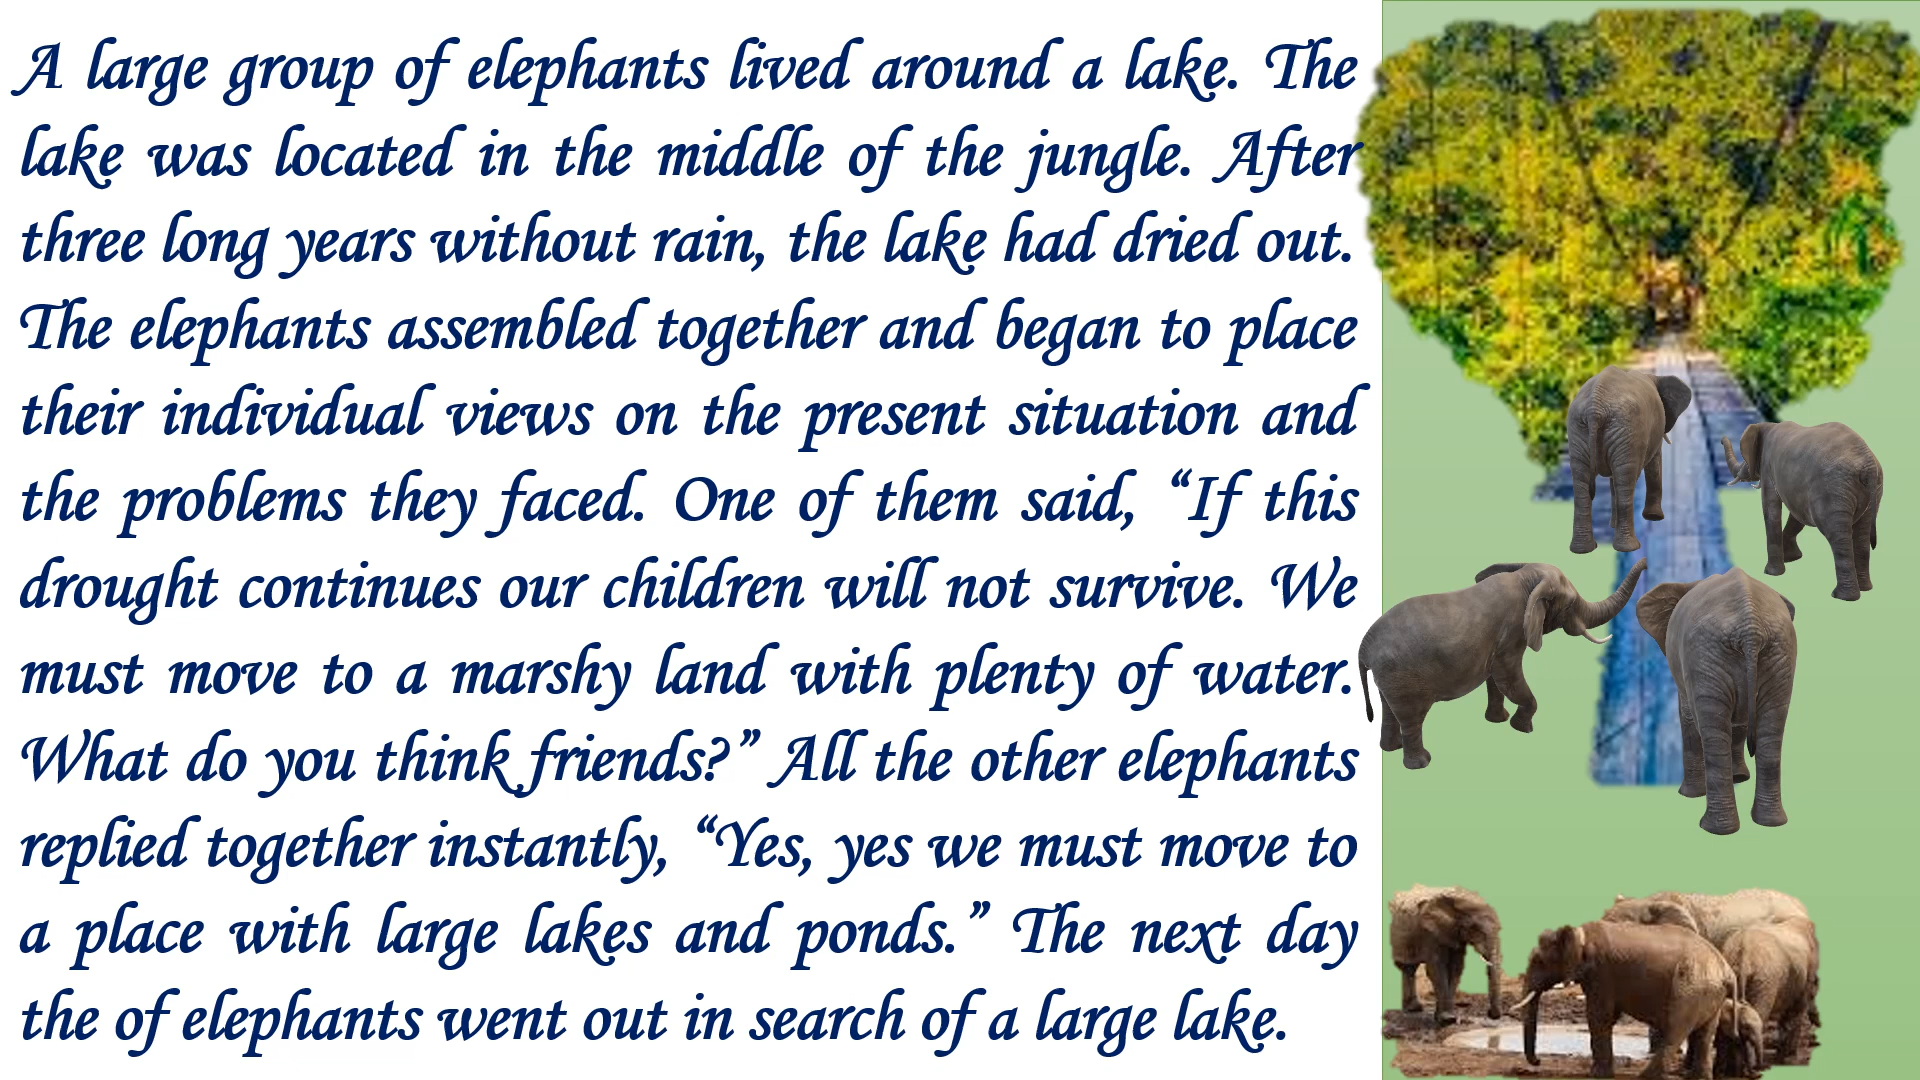 A large group of elephants lived around a lake. The
lake was located in the middle of the jungle. After
three long years without rain, the lake had dried out.
The elephants assembled together and began to place
their individual views on the present situation and
the problems they faced. One of them said, “If this
drought continues our children will not survive. We
must move to a marshy land with plenty of water.
What do you think friends?” All the other elephants
replied together instantly, “Yes, yes we must move to
a place with large lakes and ponds.” The next day
the of elephants went out in search of a large lake.